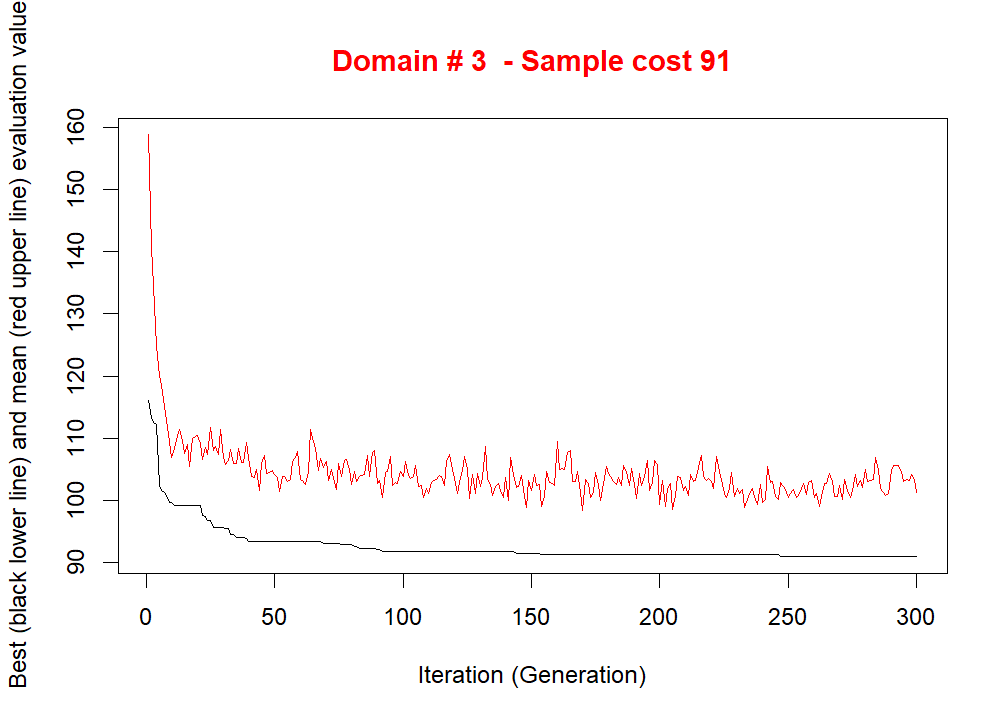 Domain # 3  - Sample cost 91
Best (black lower line) and mean (red upper line) evaluation value
160
150
140
130
120
110
100
90
0 50 100 150 200 250 300
Iteration (Generation)